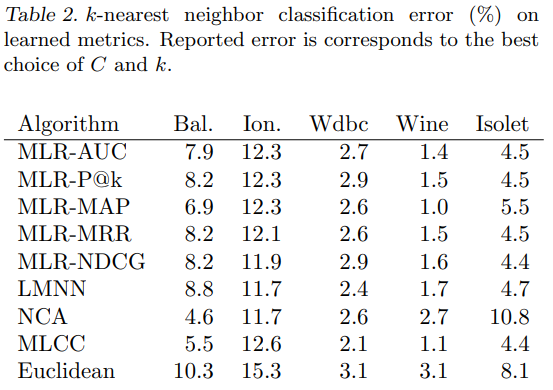 Table 2. k-nearest neighbor classification error (%) on
learned metrics. Reported error is corresponds to the best
choice of C and k.
Algorithm Bal. Ion. Wdbc Wine Isolet
MLR-AUC 7.9 12.3 2.7 1.4 4.5
MLR-P@k 8.2 12.3 2.9 1.5 4.5
MLR-MAP 6.9 12.3 2.6 1.0 5.5
MLR-MRR 8.2 12.1 2.6 1.5 4.5
MLR-NDCG 8.2 11.9 2.9 1.6 4.4
LMNN 8.8 11.7 2.4 1.7 4.7
NCA 4.6 11.7 2.6 2.7 10.8
MLCC 5.5 12.6 2.1 1.1 4.4
Euclidean 10.3 15.3 3.1 3.1 8.1